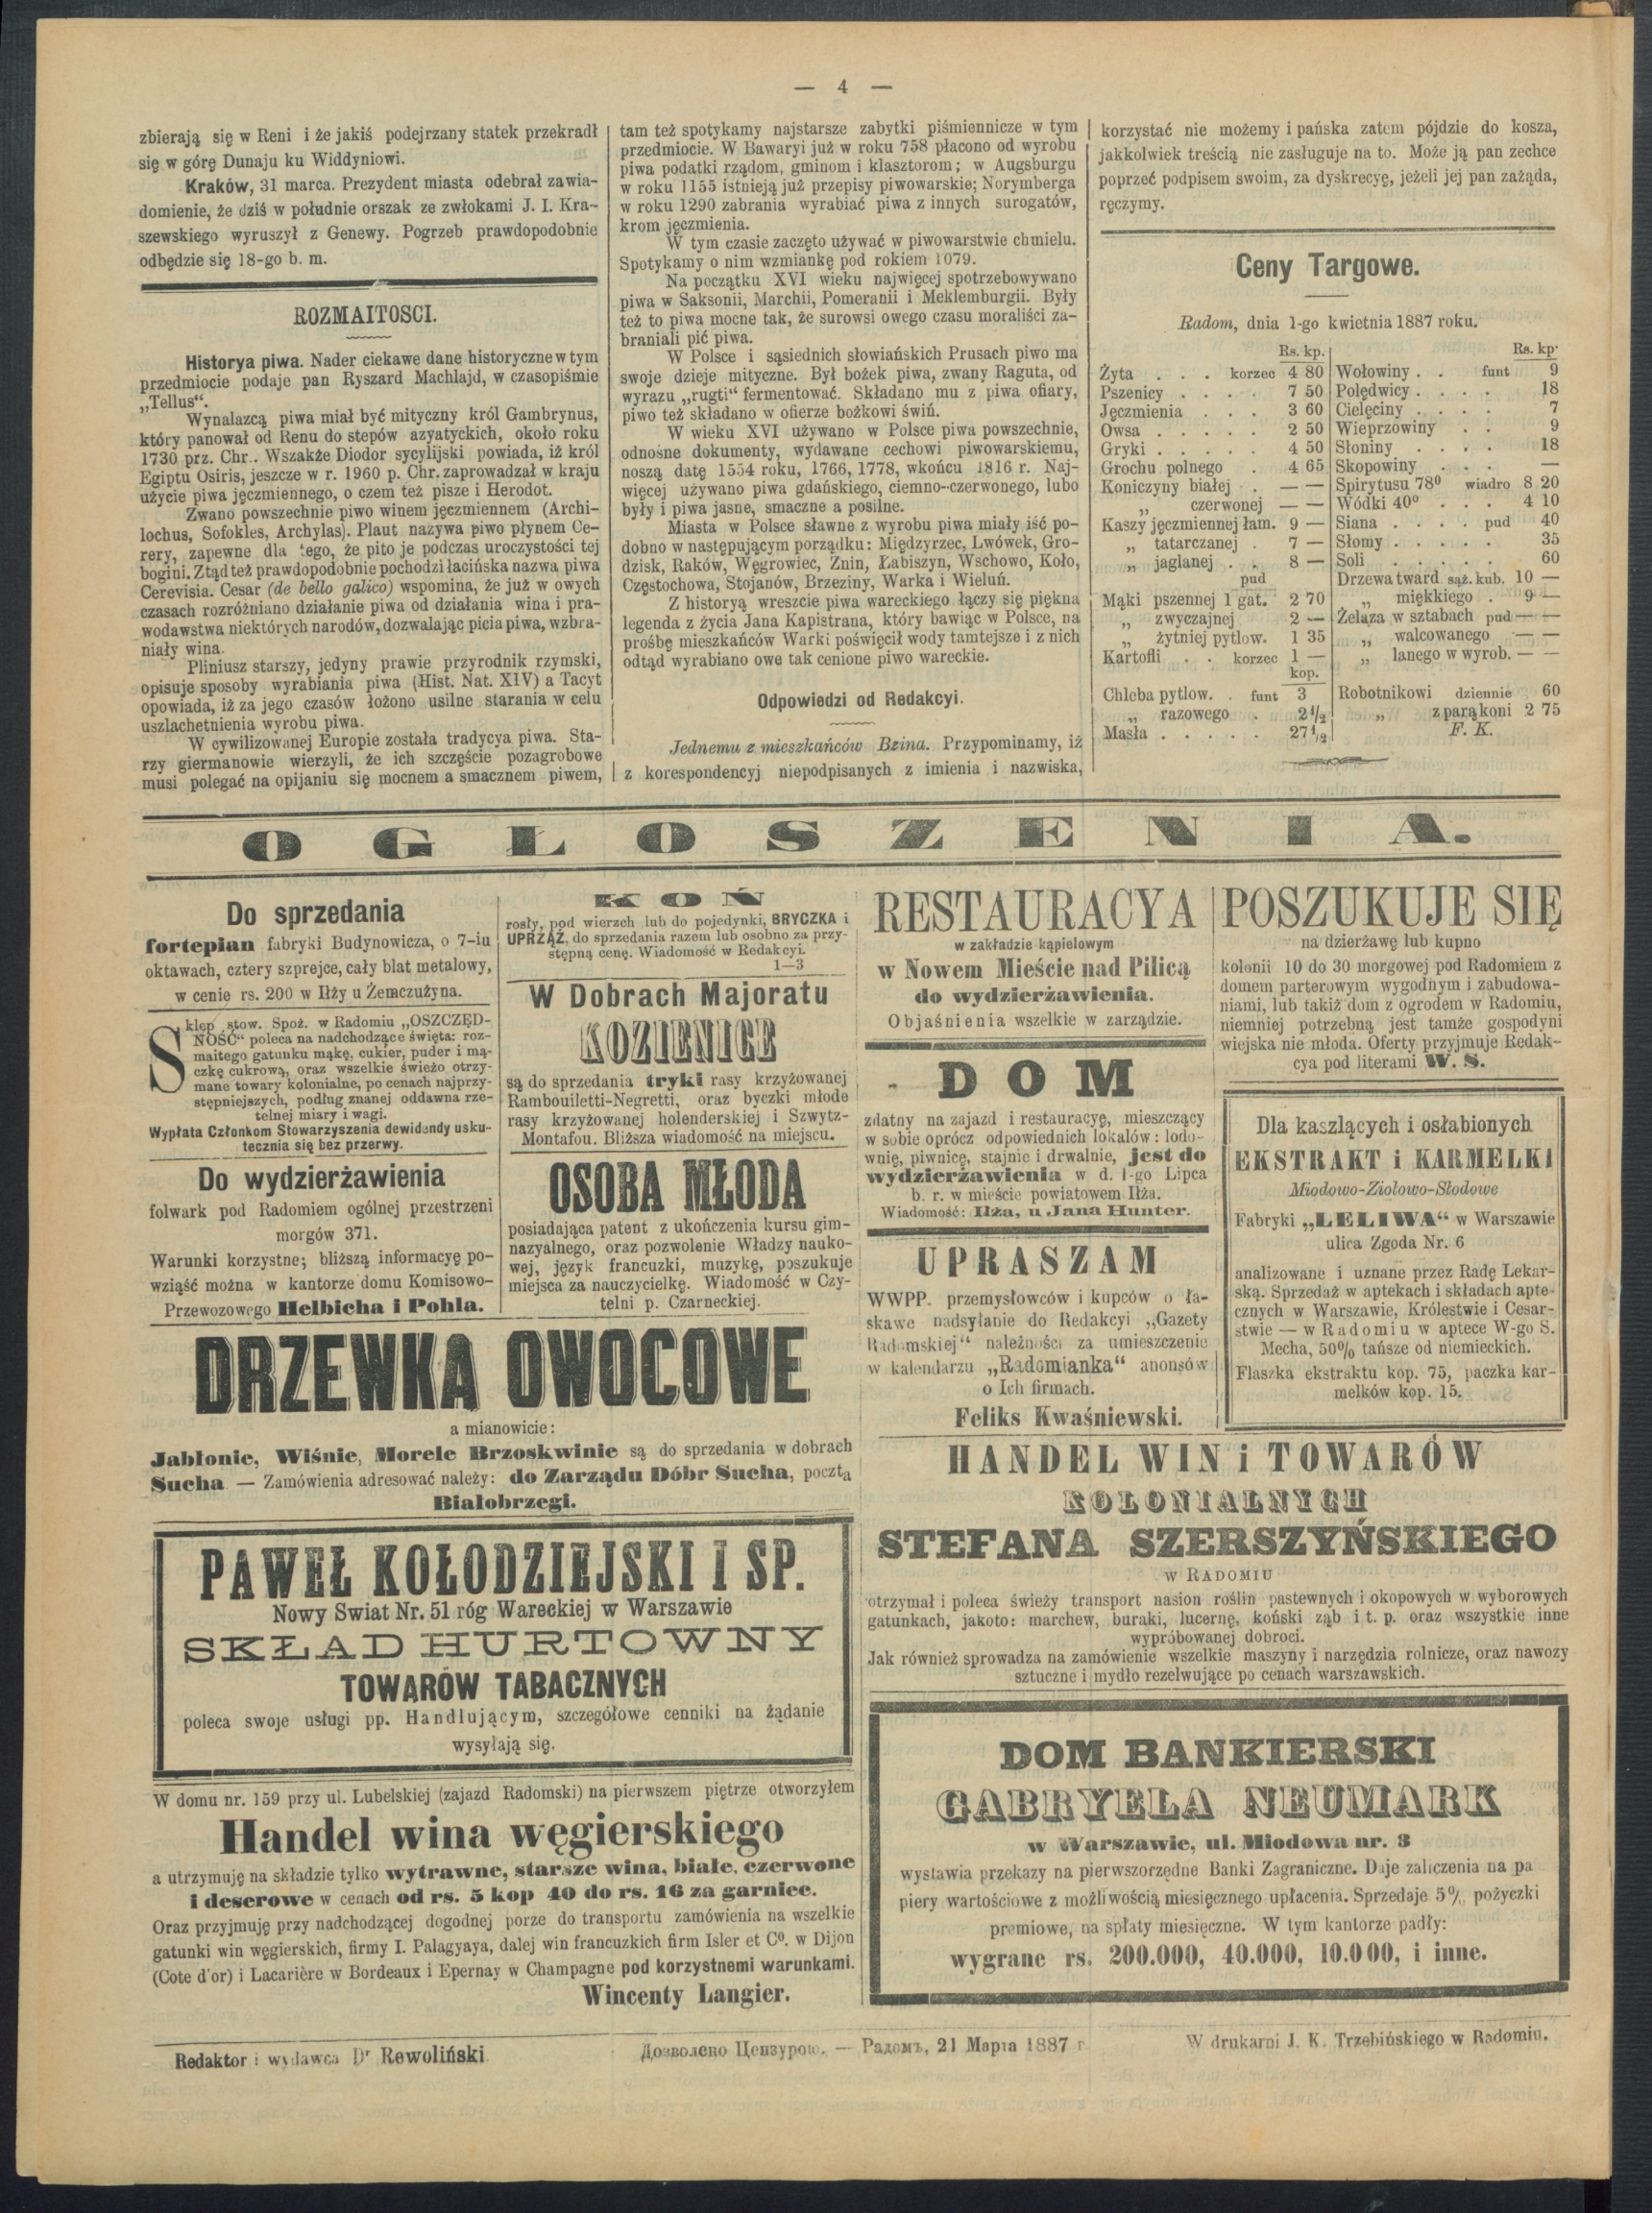 — 4 —
zbierają się w Reni i że jakiś podejrzany statek przekradł
się w górę Dunaju ku Widdyniowi.
Kraków, 31 marca. Prezydent miasta odebrał zawia-
domienie, że dziś w południe orszak ze zwłokami J. I. Kra-
szewskiego wyruszył z Genewy. Pogrzeb prawdopodobnie
odbędzie się 18-go b. m.
ROZMAITOSCI.
Historya piwa. Nader ciekawe dane historyczne w tym
przedmiocie podaje pan Ryszard Machlajd, w czasopiśmie
„Tellus“.
Wynalazcą piwa miał być mityczny król Gambrynus,
który panował od Renu do stepów azyatyckich, około roku
1730 prz. Chr.. Wszakże Diodor sycylijski powiada, iż król
Egiptu Osiris, jeszcze w r. 1960 p. Chr. zaprowadzał w kraju
użycie piwa jęczmiennego, o czem też pisze i Herodot.
Zwano powszechnie piwo winem jęczmiennem (Archi-
lochus, Sofokles, Archylas). Plaut nazywa piwo płynem Ce-
rery, zapewne dla tego, że pito je podczas uroczystości tej
bogini. Ztąd też prawdopodobnie pochodzi łacińska nazwa piwa
Cerevisia. Cesar (de bello galico) wspomina, że już w owych
czasach rozróżniano działanie piwa od działania wina i pra-
wodawstwa niektórych narodów, dozwalając picia piwa, wzbra-
niały wina.
Pliniusz starszy, jedyny prawie przyrodnik rzymski,
opisuje sposoby wyrabiania piwa (Hist. Nat. XIV) a Tacyt
opowiada, iż za jego czasów łożono usilne starania w celu
uszlachetnienia wyrobu piwa.
W cywilizowanej Europie została tradycya piwa. Sta-
rzy giermanowie wierzyli, że ich szczęście pozagrobowe
musi polegać na opijaniu się mocnem a smacznem piwem,
tam też spotykamy najstarsze zabytki piśmiennicze w tym
przedmiocie. W Bawaryi już w roku 758 płacono od wyrobu
piwa podatki rządom, gminom i klasztorom; w Augsburgu
w roku 1155 istnieją już przepisy piwowarskie; Norymberga
w roku 1290 zabrania wyrabiać piwa z innych surogatów,
krom jęczmienia.
W tym czasie zaczęto używać w piwowarstwie chmielu.
Spotykamy o nim wzmiankę pod rokiem 1079.
Na początku XVI wieku najwięcej spotrzebowywano
piwa w Saksonii, Marchii, Pomeranii i Meklemburgii. Były
też to piwa mocne tak, że surowsi owego czasu moraliści za-
braniali pić piwa.
W Polsce i sąsiednich słowiańskich Prusach piwo ma
swoje dzieje mityczne. Był bożek piwa, zwany Raguta, od
wyrazu „rugti“ fermentować. Składano mu z piwa ofiary,
piwo też składano w ofierze bożkowi świń.
W wieku XVI używano w Polsce piwa powszechnie,
odnośne dokumenty, wydawane cechowi piwowarskiemu,
noszą datę 1554 roku, 1766, 1778, wkońcu 1816 r. Naj-
więcej używano piwa gdańskiego, ciemno-czerwonego, lubo
były i piwa jasne, smaczne a posilne.
Miasta w Polsce sławne z wyrobu piwa miały iść po-
dobno w następującym porządku: Międzyrzec, Lwówek, Gro-
dzisk, Raków, Węgrowiec, Znin, Łabiszyn, Wschowo, Koło,
Częstochowa, Stojanów, Brzeziny, Warka i Wieluń.
Z historyą wreszcie piwa wareckiego łączy się piękna
legenda z życia Jana Kapistrana, który bawiąc w Polsce, na
prośbę mieszkańców Warki poświęcił wody tamtejsze i z nich
odtąd wyrabiano owe tak cenione piwo wareckie.
Odpowiedzi od Redakcyi.
Jednemu z mieszkańców Bzina. Przypominamy, iż
z korespondencyj niepodpisanych z imienia i nazwiska,
korzystać nie możemy i pańska zatem pójdzie do kosza,
jakkolwiek treścią nie zasługuje na to. Może ją pan zechce
poprzeć podpisem swoim, za dyskrecyę, jeżeli jej pan zażąda,
ręczymy.
Ceny Targowe.
Radom, dnia 1-go kwietnia 1887 roku.
Rs. kp.
Żyta . . . korzec 4 80
Pszenicy . . . . 7 50
Jęczmienia . . . 3 60
Owsa . . . . . 2 50
Gryki . . . . . 4 50
Grochu polnego . 4 65
Koniczyny białej . — —
„ czerwonej — —
Kaszy jęczmiennej łam. 9 —
„ tatarczanej . 7 —
„ jaglanej . . 8 —
pud
Mąki pszennej 1 gat. 2 70
„ zwyczajnej 2 —
„ żytniej pytlow. 1 35
Kartofli . . korzec 1 —
kop.
Chleba pytlow. . funt 3
„ razowego . 2½
Masła . . . . . 27½
Rs. kp.
Wołowiny . . funt 9
Polędwicy . . . . 18
Cielęciny . . . . 7
Wieprzowiny . . 9
Słoniny . . . . 18
Skopowiny . . . —
Spirytusu 78⁰ wiadro 8 20
Wódki 40⁰ . . . 4 10
Siana . . . . pud 40
Słomy . . . . . 35
Soli . . . . . 60
Drzewa tward. sąż. kub. 10 —
„ miękkiego . 9 —
Żelaza w sztabach pud — —
„ walcowanego — —
„ lanego w wyrob. — —
Robotnikowi dziennie 60
„ z parą koni 2 75
F. K.
OGŁOSZENIA.
Do sprzedania
fortepian fabryki Budynowicza, o 7-iu
oktawach, cztery szprejce, cały blat metalowy,
w cenie rs. 200 w Iłży u Żemczużyna.
Sklep stow. Spoż. w Radomiu „OSZCZĘD-
NOŚĆ“ poleca na nadchodzące święta: roz-
maitego gatunku mąkę, cukier, puder i mą-
czkę cukrową, oraz wszelkie świeżo otrzy-
mane towary kolonialne, po cenach najprzy-
stępniejszych, podług znanej oddawna rze-
telnej miary i wagi.
Wypłata Członkom Stowarzyszenia dewidendy usku-
tecznia się bez przerwy.
Do wydzierżawienia
folwark pod Radomiem ogólnej przestrzeni
morgów 371.
Warunki korzystne; bliższą informacyę po-
wziąść można w kantorze domu Komisowo-
Przewozowego Helbicha i Pohla.
KOŃ
rosły, pod wierzch lub do pojedynki, BRYCZKA i
UPRZĄŻ, do sprzedania razem lub osobno za przy-
stępną cenę. Wiadomość w Redakcyi.
1—3
W Dobrach Majoratu
KOZIENICE
są do sprzedania tryki rasy krzyżowanej
Rambouiletti-Negretti, oraz byczki młode
rasy krzyżowanej holenderskiej i Szwytz-
Montafou. Bliższa wiadomość na miejscu.
OSOBA MŁODA
posiadająca patent z ukończenia kursu gim-
nazyalnego, oraz pozwolenie Władzy nauko-
wej, język francuzki, muzykę, poszukuje
miejsca za nauczycielkę. Wiadomość w Czy-
telni p. Czarneckiej.
DRZEWKA OWOCOWE
a mianowicie:
Jabłonie, Wiśnie, Morele Brzoskwinie są do sprzedania w dobrach
Sucha — Zamówienia adresować należy: do Zarządu Dóbr Sucha, pocztą
Białobrzegi.
PAWEŁ KOŁODZIEJSKI I SP.
Nowy Swiat Nr. 51 róg Wareckiej w Warszawie
SKŁAD HURTOWNY
TOWARÓW TABACZNYCH
poleca swoje usługi pp. Handlującym, szczegółowe cenniki na żądanie
wysyłają się.
W domu nr. 159 przy ul. Lubelskiej (zajazd Radomski) na pierwszem piętrze otworzyłem
Handel wina węgierskiego
a utrzymuję na składzie tylko wytrawne, starsze wina, białe, czerwone
i deserowe w cenach od rs. 5 kop 40 do rs. 16 za garniec.
Oraz przyjmuję przy nadchodzącej dogodnej porze do transportu zamówienia na wszelkie
gatunki win węgierskich, firmy I. Palagyaya, dalej win francuzkich firm Isler et C⁰. w Dijon
(Cote d'or) i Lacarière w Bordeaux i Epernay w Champagne pod korzystnemi warunkami.
Wincenty Langier.
RESTAURACYA
w zakładzie kąpielowym
w Nowem Mieście nad Pilicą
do wydzierżawienia.
Objaśnienia wszelkie w zarządzie.
DOM
zdatny na zajazd i restauracyę, mieszczący
w sobie oprócz odpowiednich lokalów: lodo-
wnię, piwnicę, stajnie i drwalnie, jest do
wydzierżawienia w d. 1-go Lipca
b. r. w mieście powiatowem Iłża.
Wiadomość: Iłża, u Jana Hunter.
UPRASZAM
WWPP. przemysłowców i kupców o ła-
skawe nadsyłanie do Redakcyi „Gazety
Radomskiej“ należności za umieszczenie
w kalendarzu „Radomianka“ anonsów
o Ich firmach.
Feliks Kwaśniewski.
POSZUKUJE SIĘ
na dzierżawę lub kupno
kolonii 10 do 30 morgowej pod Radomiem z
domem parterowym wygodnym i zabudowa-
niami, lub takiż dom z ogrodem w Radomiu,
niemniej potrzebną jest tamże gospodyni
wiejska nie młoda. Oferty przyjmuje Redak-
cya pod literami W. S.
Dla kaszlących i osłabionych
EKSTRAKT i KARMELKI
Miodowo-Ziołowo-Słodowe
Fabryki „LELIWA“ w Warszawie
ulica Zgoda Nr. 6
analizowane i uznane przez Radę Lekar-
ską. Sprzedaż w aptekach i składach apte-
cznych w Warszawie, Królestwie i Cesar-
stwie — w Radomiu w aptece W-go S.
Mecha, 50% tańsze od niemieckich.
Flaszka ekstraktu kop. 75, paczka kar-
melków kop. 15.
HANDEL WIN i TOWARÓW
KOLONIALNYCH
STEFANA SZERSZYŃSKIEGO
W RADOMIU
otrzymał i poleca świeży transport nasion roślin pastewnych i okopowych w wyborowych
gatunkach, jakoto: marchew, buraki, lucernę, koński ząb i t. p. oraz wszystkie inne
wypróbowanej dobroci.
Jak również sprowadza na zamówienie wszelkie maszyny i narzędzia rolnicze, oraz nawozy
sztuczne i mydło rezelwujące po cenach warszawskich.
DOM BANKIERSKI
GABRYELA NEUMARK
w Warszawie, ul. Miodowa nr. 3
wystawia przekazy na pierwszorzędne Banki Zagraniczne. Daje zaliczenia na pa
piery wartościowe z możliwością miesięcznego upłacenia. Sprzedaje 5% pożyczki
premiowe, na spłaty miesięczne. W tym kantorze padły:
wygrane rs. 200.000, 40.000, 10.000, i inne.
Redaktor i wydawca Dr Rewoliński
Дозволено Цензурою. — Радомъ, 21 Марта 1887 г
W drukarni J. K. Trzebińskiego w Radomiu.